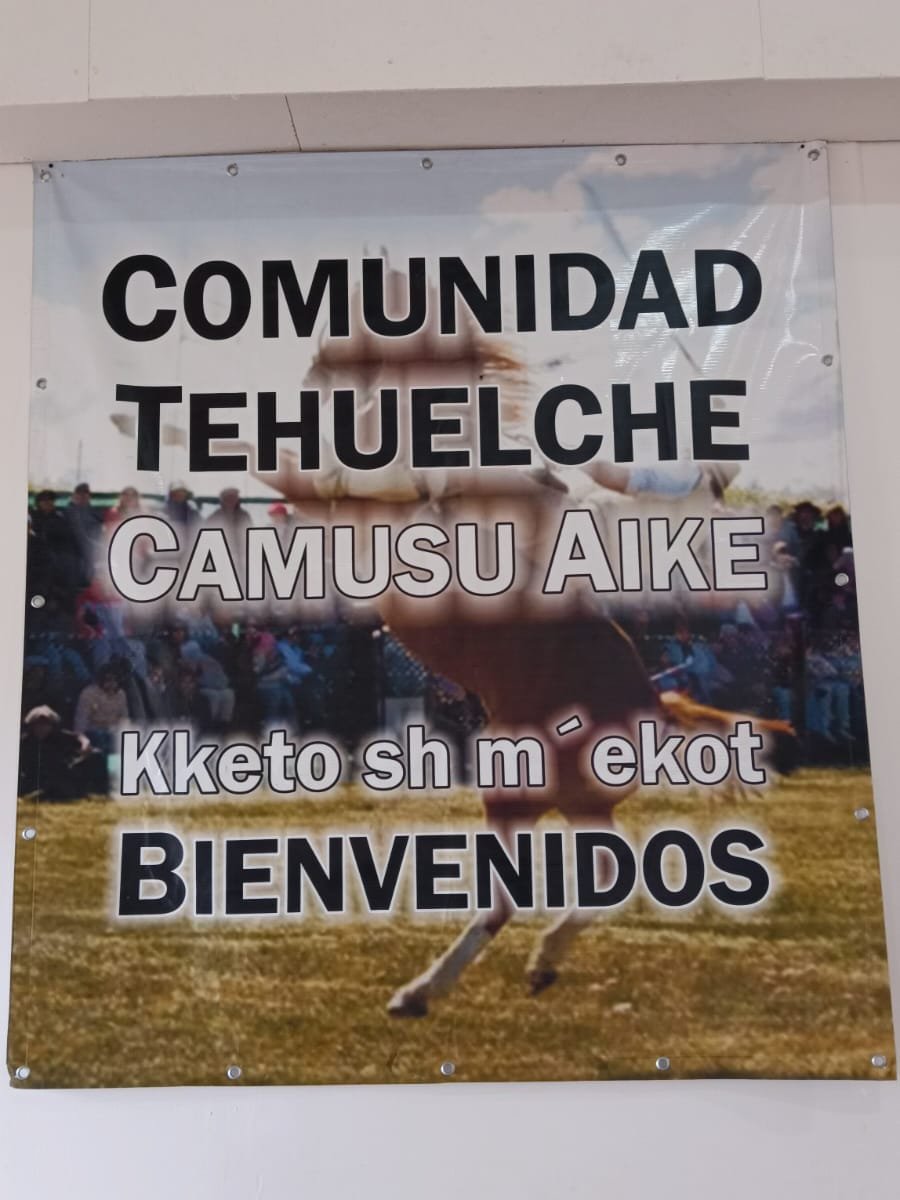 COMUNIDAD
TEHUELCHE
CAMUSU AIKE
Kketo sh m´ekot
BIENVENIDOS